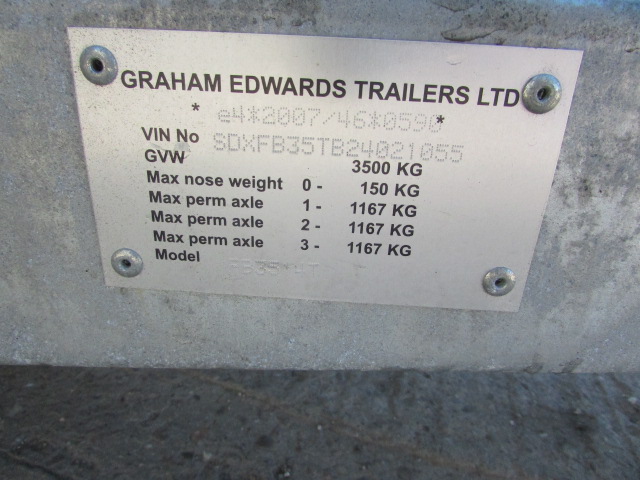 GRAHAM EDWARDS TRAILERS LTD
* e4*2007/46*0590*
VIN No SDXFB35TB24021055
GVW 3500 KG
Max nose weight 0 - 150 KG
Max perm axle 1 - 1167 KG
Max perm axle 2 - 1167 KG
Max perm axle 3 - 1167 KG
Model